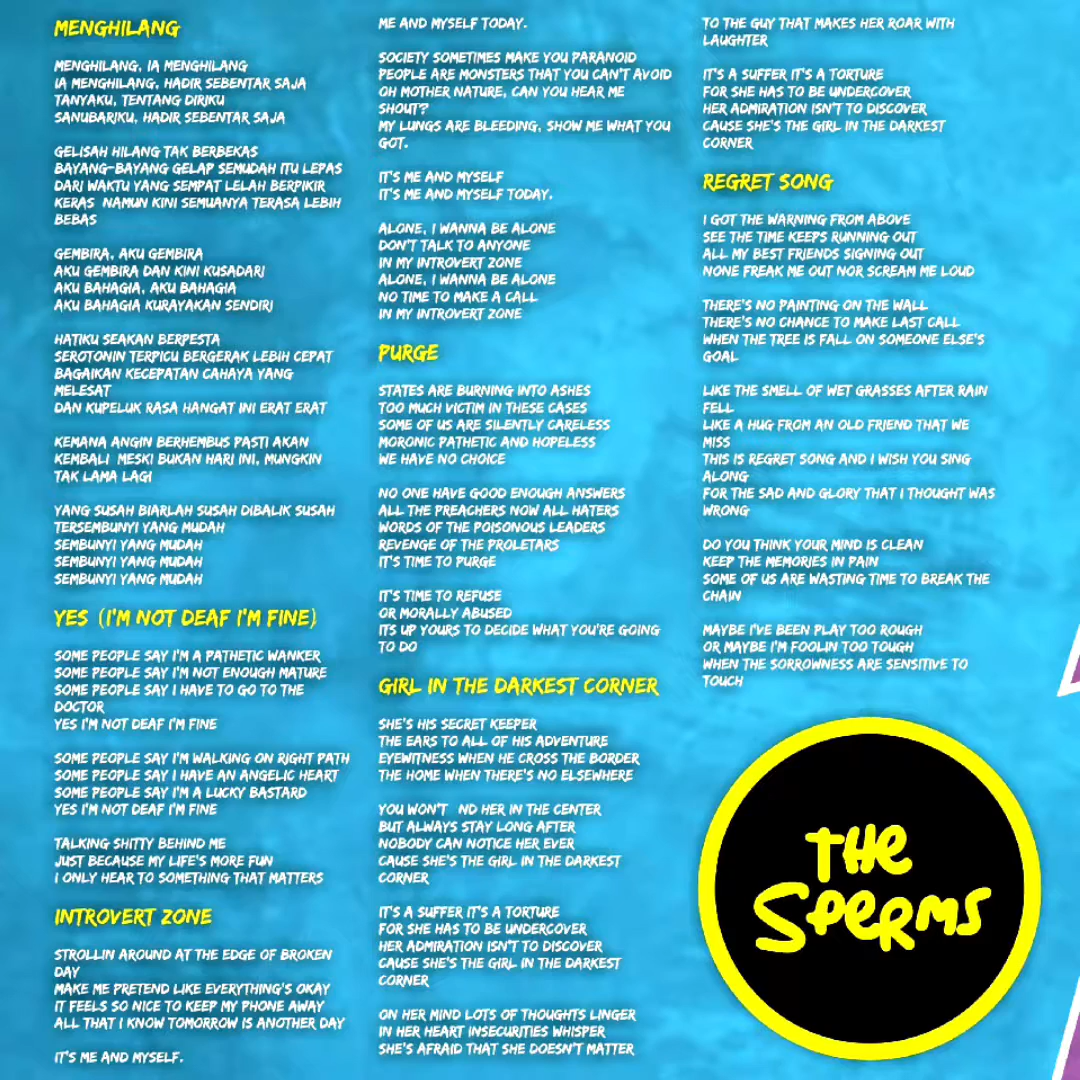 MENGHILANG
MENGHILANG, IA MENGHILANG
IA MENGHILANG, HADIR SEBENTAR SAJA
TANYAKU, TENTANG DIRIKU
SANUBARIKU, HADIR SEBENTAR SAJA
GELISAH HILANG TAK BERBEKAS
BAYANG-BAYANG GELAP SEMUDAH ITU LEPAS
DARI WAKTU YANG SEMPAT LELAH BERPIKIR
KERAS NAMUN KINI SEMUANYA TERASA LEBIH
BEBAS
GEMBIRA, AKU GEMBIRA
AKU GEMBIRA DAN KINI KUSADARI
AKU BAHAGIA, AKU BAHAGIA
AKU BAHAGIA KURAYAKAN SENDIRI
HATIKU SEAKAN BERPESTA
SEROTONIN TERPICU BERGERAK LEBIH CEPAT
BAGAIKAN KECEPATAN CAHAYA YANG
MELESAT
DAN KUPELUK RASA HANGAT INI ERAT ERAT
KEMANA ANGIN BERHEMBUS PASTI AKAN
KEMBALI MESKI BUKAN HARI INI, MUNGKIN
TAK LAMA LAGI
YANG SUSAH BIARLAH SUSAH DIBALIK SUSAH
TERSEMBUNYI YANG MUDAH
SEMBUNYI YANG MUDAH
SEMBUNYI YANG MUDAH
SEMBUNYI YANG MUDAH
YES (I'M NOT DEAF I'M FINE)
SOME PEOPLE SAY I'M A PATHETIC WANKER
SOME PEOPLE SAY I'M NOT ENOUGH MATURE
SOME PEOPLE SAY I HAVE TO GO TO THE
DOCTOR
YES I'M NOT DEAF I'M FINE
SOME PEOPLE SAY I'M WALKING ON RIGHT PATH
SOME PEOPLE SAY I HAVE AN ANGELIC HEART
SOME PEOPLE SAY I'M A LUCKY BASTARD
YES I'M NOT DEAF I'M FINE
TALKING SHITTY BEHIND ME
JUST BECAUSE MY LIFE'S MORE FUN
I ONLY HEAR TO SOMETHING THAT MATTERS
INTROVERT ZONE
STROLLIN AROUND AT THE EDGE OF BROKEN
DAY
MAKE ME PRETEND LIKE EVERYTHING'S OKAY
IT FEELS SO NICE TO KEEP MY PHONE AWAY
ALL THAT I KNOW TOMORROW IS ANOTHER DAY
IT'S ME AND MYSELF.
ME AND MYSELF TODAY.
SOCIETY SOMETIMES MAKE YOU PARANOID
PEOPLE ARE MONSTERS THAT YOU CAN'T AVOID
OH MOTHER NATURE, CAN YOU HEAR ME
SHOUT?
MY LUNGS ARE BLEEDING, SHOW ME WHAT YOU
GOT.
IT'S ME AND MYSELF
IT'S ME AND MYSELF TODAY.
ALONE, I WANNA BE ALONE
DON'T TALK TO ANYONE
IN MY INTROVERT ZONE
ALONE, I WANNA BE ALONE
NO TIME TO MAKE A CALL
IN MY INTROVERT ZONE
PURGE
STATES ARE BURNING INTO ASHES
TOO MUCH VICTIM IN THESE CASES
SOME OF US ARE SILENTLY CARELESS
MORONIC PATHETIC AND HOPELESS
WE HAVE NO CHOICE
NO ONE HAVE GOOD ENOUGH ANSWERS
ALL THE PREACHERS NOW ALL HATERS
WORDS OF THE POISONOUS LEADERS
REVENGE OF THE PROLETARS
IT'S TIME TO PURGE
IT'S TIME TO REFUSE
OR MORALLY ABUSED
ITS UP YOURS TO DECIDE WHAT YOU'RE GOING
TO DO
GIRL IN THE DARKEST CORNER
SHE'S HIS SECRET KEEPER
THE EARS TO ALL OF HIS ADVENTURE
EYEWITNESS WHEN HE CROSS THE BORDER
THE HOME WHEN THERE'S NO ELSEWHERE
YOU WON'T ND HER IN THE CENTER
BUT ALWAYS STAY LONG AFTER
NOBODY CAN NOTICE HER EVER
CAUSE SHE'S THE GIRL IN THE DARKEST
CORNER
IT'S A SUFFER IT'S A TORTURE
FOR SHE HAS TO BE UNDERCOVER
HER ADMIRATION ISN'T TO DISCOVER
CAUSE SHE'S THE GIRL IN THE DARKEST
CORNER
ON HER MIND LOTS OF THOUGHTS LINGER
IN HER HEART INSECURITIES WHISPER
SHE'S AFRAID THAT SHE DOESN'T MATTER
TO THE GUY THAT MAKES HER ROAR WITH
LAUGHTER
IT'S A SUFFER IT'S A TORTURE
FOR SHE HAS TO BE UNDERCOVER
HER ADMIRATION ISN'T TO DISCOVER
CAUSE SHE'S THE GIRL IN THE DARKEST
CORNER
REGRET SONG
I GOT THE WARNING FROM ABOVE
SEE THE TIME KEEPS RUNNING OUT
ALL MY BEST FRIENDS SIGNING OUT
NONE FREAK ME OUT NOR SCREAM ME LOUD
THERE'S NO PAINTING ON THE WALL
THERE'S NO CHANCE TO MAKE LAST CALL
WHEN THE TREE IS FALL ON SOMEONE ELSE'S
GOAL
LIKE THE SMELL OF WET GRASSES AFTER RAIN
FELL
LIKE A HUG FROM AN OLD FRIEND THAT WE
MISS
THIS IS REGRET SONG AND I WISH YOU SING
ALONG
FOR THE SAD AND GLORY THAT I THOUGHT WAS
WRONG
DO YOU THINK YOUR MIND IS CLEAN
KEEP THE MEMORIES IN PAIN
SOME OF US ARE WASTING TIME TO BREAK THE
CHAIN
MAYBE I'VE BEEN PLAY TOO ROUGH
OR MAYBE I'M FOOLIN TOO TOUGH
WHEN THE SORROWNESS ARE SENSITIVE TO
TOUCH
THE
SPERMS